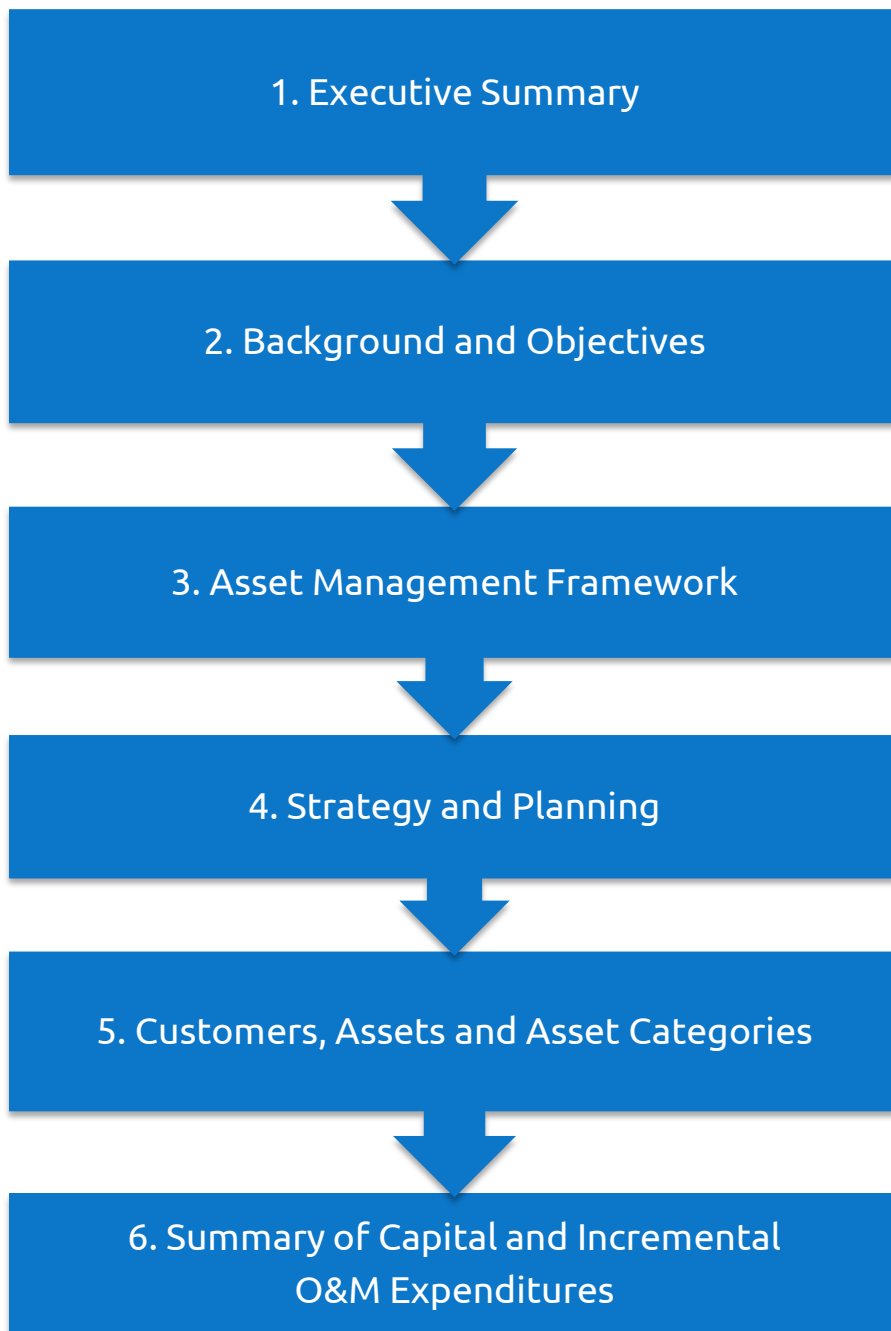 1. Executive Summary
2. Background and Objectives
3. Asset Management Framework
4. Strategy and Planning
5. Customers, Assets and Asset Categories
6. Summary of Capital and Incremental
O&M Expenditures